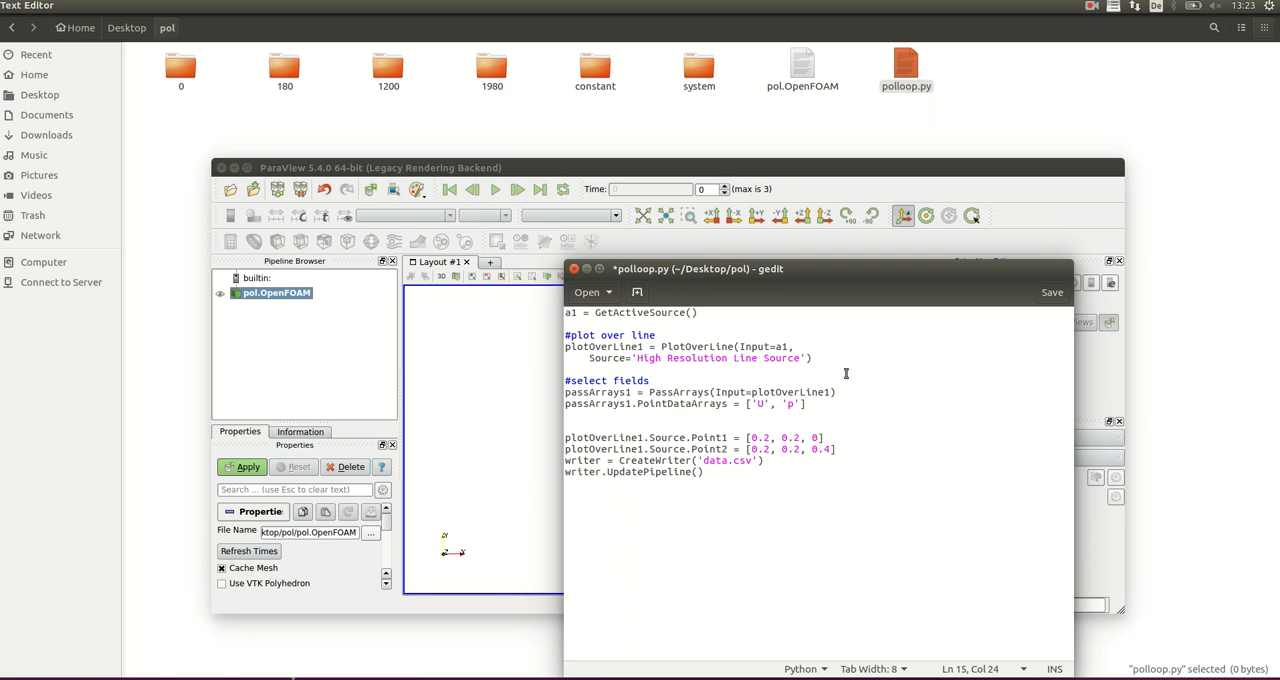 Text Editor
De
13:23
Home
Desktop
pol
Recent
Home
Desktop
Documents
Downloads
Music
Pictures
Videos
Trash
Network
Computer
Connect to Server
0
180
1200
1980
constant
system
pol.OpenFOAM
polloop.py
ParaView 5.4.0 64-bit (Legacy Rendering Backend)
Time: 0
0
(max is 3)
+X
-X
+Y
-Y
+Z
-Z
+90
-90
Pipeline Browser
builtin:
pol.OpenFOAM
Layout #1
3D
Properties
Information
Properties
Apply
Reset
Delete
?
Search ... (use Esc to clear text)
Propertie:
File Name
ktop/pol/pol.OpenFOAM
...
Refresh Times
Cache Mesh
Use VTK Polyhedron
Y
Z
X
*polloop.py (~/Desktop/pol) - gedit
Open
Save
a1 = GetActiveSource()
#plot over line
plotOverLine1 = PlotOverLine(Input=a1,
Source='High Resolution Line Source')
#select fields
passArrays1 = PassArrays(Input=plotOverLine1)
passArrays1.PointDataArrays = ['U', 'p']
plotOverLine1.Source.Point1 = [0.2, 0.2, 0]
plotOverLine1.Source.Point2 = [0.2, 0.2, 0.4]
writer = CreateWriter('data.csv')
writer.UpdatePipeline()
Python
Tab Width: 8
Ln 15, Col 24
INS
"polloop.py" selected (0 bytes)